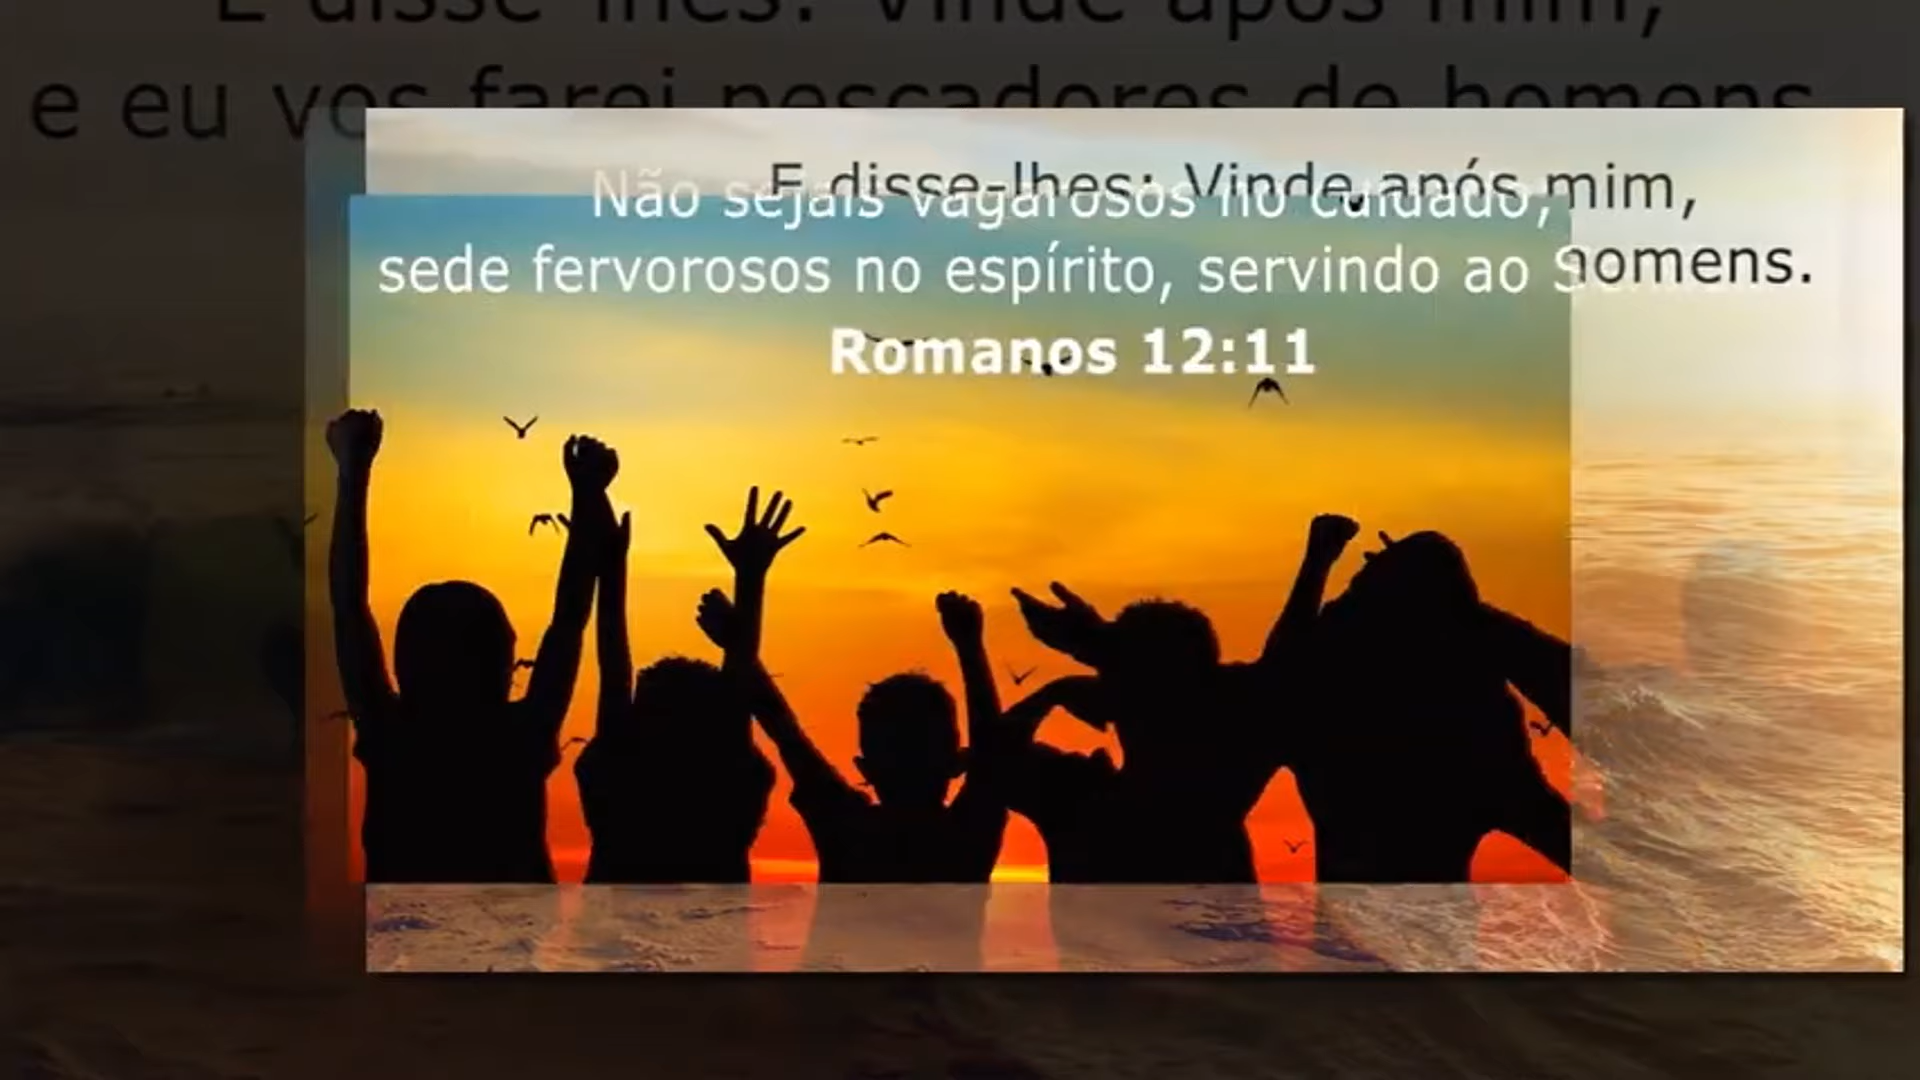 E disse-lhes: Vinde após mim,
e eu vos farei pescadores de homens.
E disse-lhes: Vinde após mim,
homens.
Não sejais vagarosos no cuidado;
sede fervorosos no espírito, servindo ao
Romanos 12:11